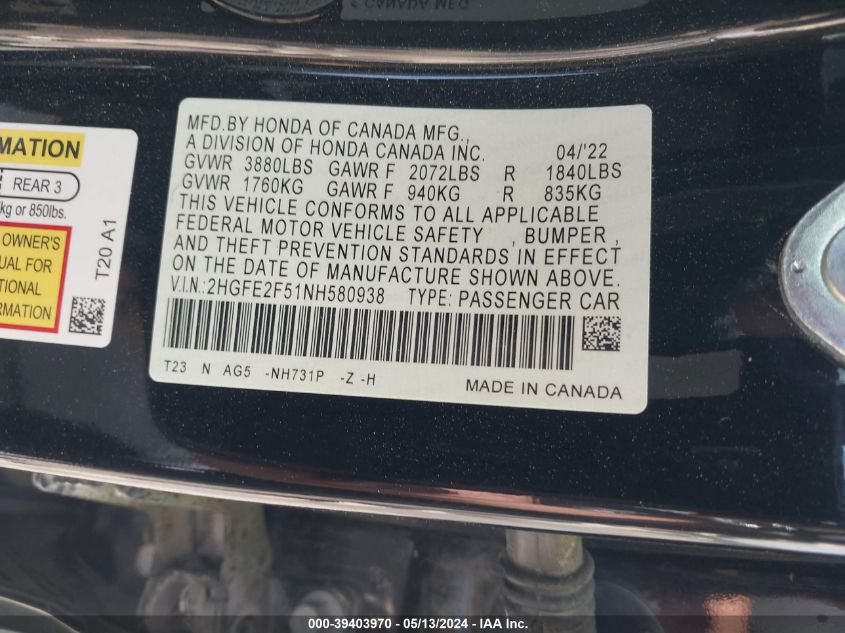 CANADA MFG
MFD.BY HONDA OF CANADA MFG.,
A DIVISION OF HONDA CANADA INC. 04/'22
GVWR 3880LBS GAWR F 2072LBS R 1840LBS
GVWR 1760KG GAWR F 940KG R 835KG
THIS VEHICLE CONFORMS TO ALL APPLICABLE
FEDERAL MOTOR VEHICLE SAFETY , BUMPER ,
AND THEFT PREVENTION STANDARDS IN EFFECT
ON THE DATE OF MANUFACTURE SHOWN ABOVE.
V.I.N.:2HGFE2F51NH580938 TYPE: PASSENGER CAR
T23 N AG5 -NH731P -Z -H
MADE IN CANADA
RMATION
REAR 3
kg or 850lbs.
OWNER'S
UAL FOR
TIONAL
ORMATION
T20 A1
000-39403970 / 05/13/2024 - IAA Inc.